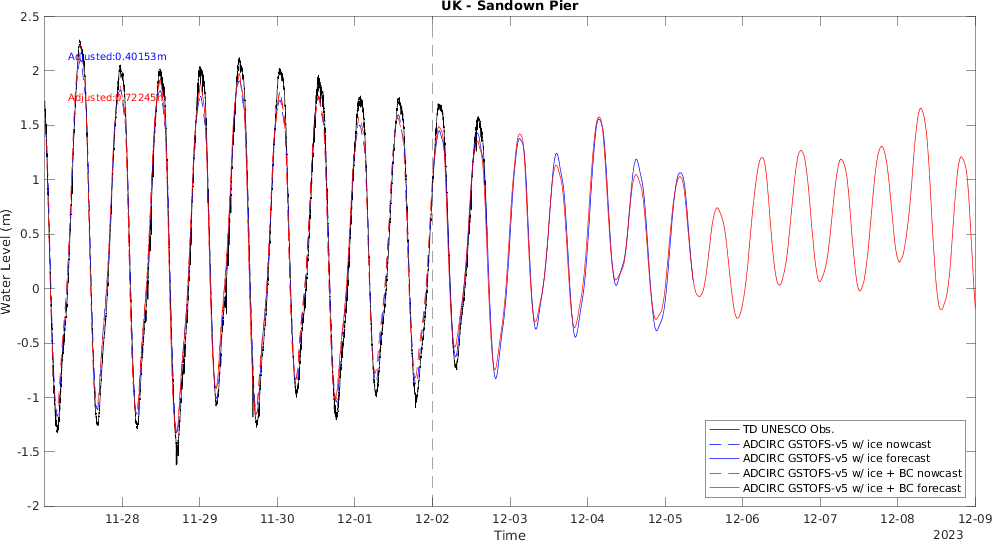 UK - Sandown Pier
2.5
2
1.5
1
0.5
0
-0.5
-1
-1.5
-2
Water Level (m)
Adjusted:0.40153m
Adjusted:0.72245m
TD UNESCO Obs.
ADCIRC GSTOFS-v5 w/ ice nowcast
ADCIRC GSTOFS-v5 w/ ice forecast
ADCIRC GSTOFS-v5 w/ ice + BC nowcast
ADCIRC GSTOFS-v5 w/ ice + BC forecast
11-28 11-29 11-30 12-01 12-02 12-03 12-04 12-05 12-06 12-07 12-08 12-09
Time
2023